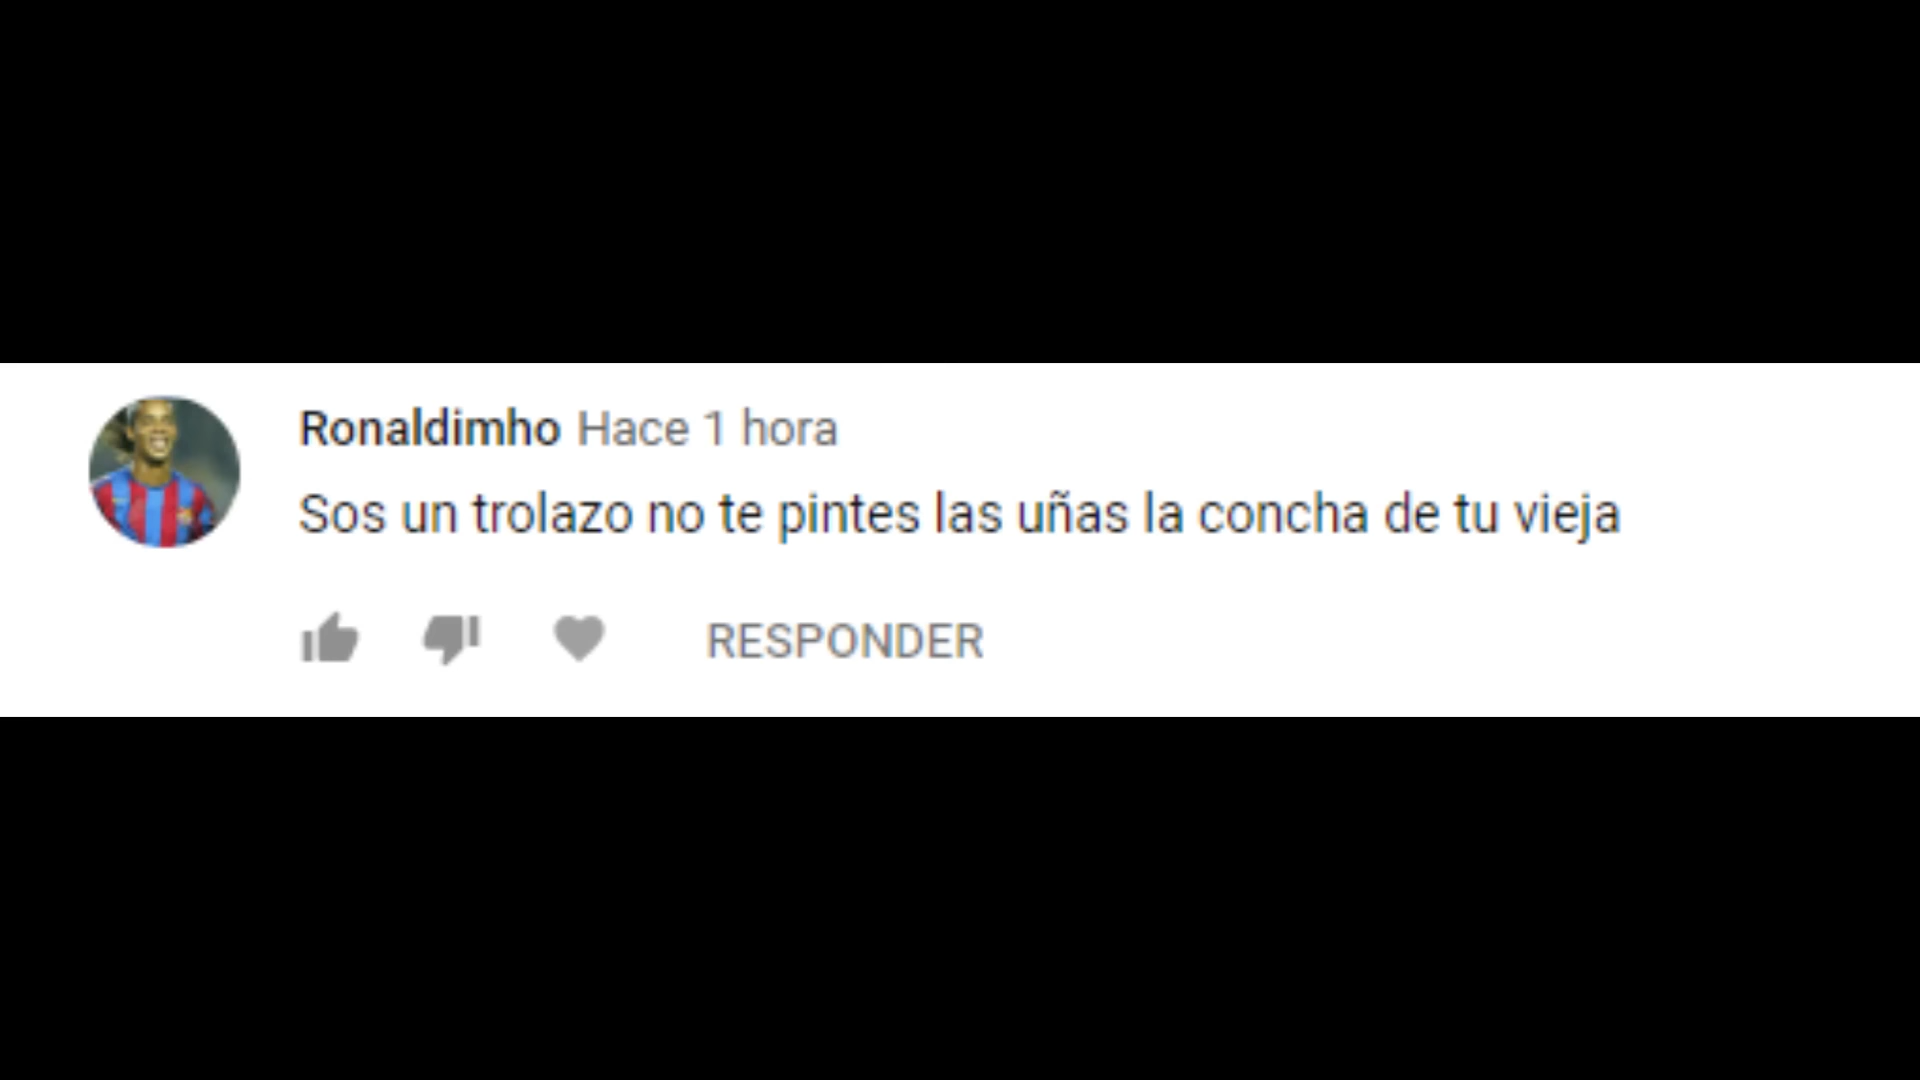 Ronaldimho Hace 1 hora
Sos un trolazo no te pintes las uñas la concha de tu vieja
RESPONDER